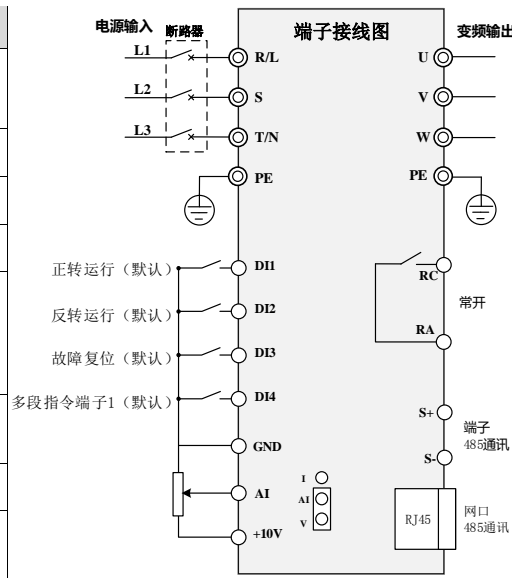 电源输入 断路器 端子接线图 变频输出
L1 R/L U
L2 S V
L3 T/N W
PE PE
正转运行（默认） DI1 RC
常开
反转运行（默认） DI2
故障复位（默认） DI3 RA
多段指令端子1（默认） DI4 S+
端子
485通讯
GND S-
I
AI AI
V
+10V
RJ45
网口
485通讯